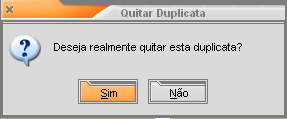 Quitar Duplicata
Deseja realmente quitar esta duplicata?
Sim
Não